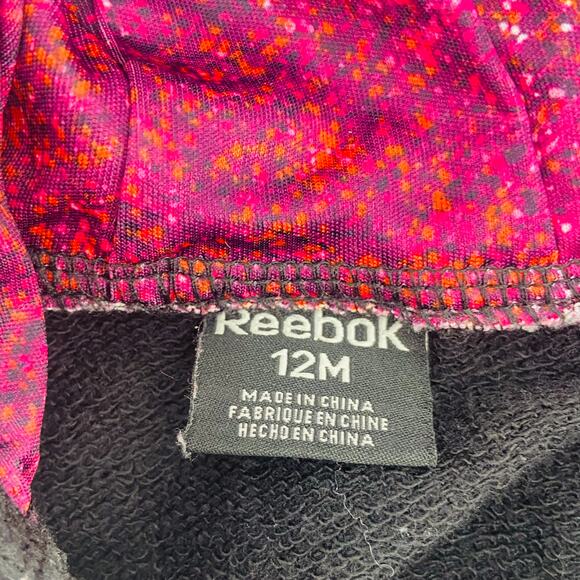 Reebok
12M
MADE IN CHINA
FABRIQUE EN CHINE
HECHO EN CHINA